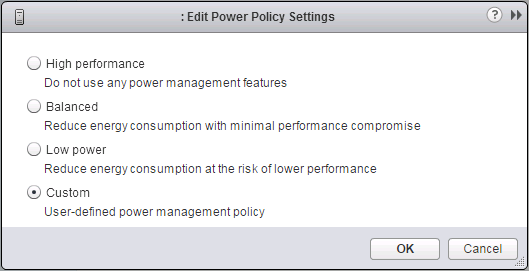 : Edit Power Policy Settings
?
High performance
Do not use any power management features
Balanced
Reduce energy consumption with minimal performance compromise
Low power
Reduce energy consumption at the risk of lower performance
Custom
User-defined power management policy
OK Cancel